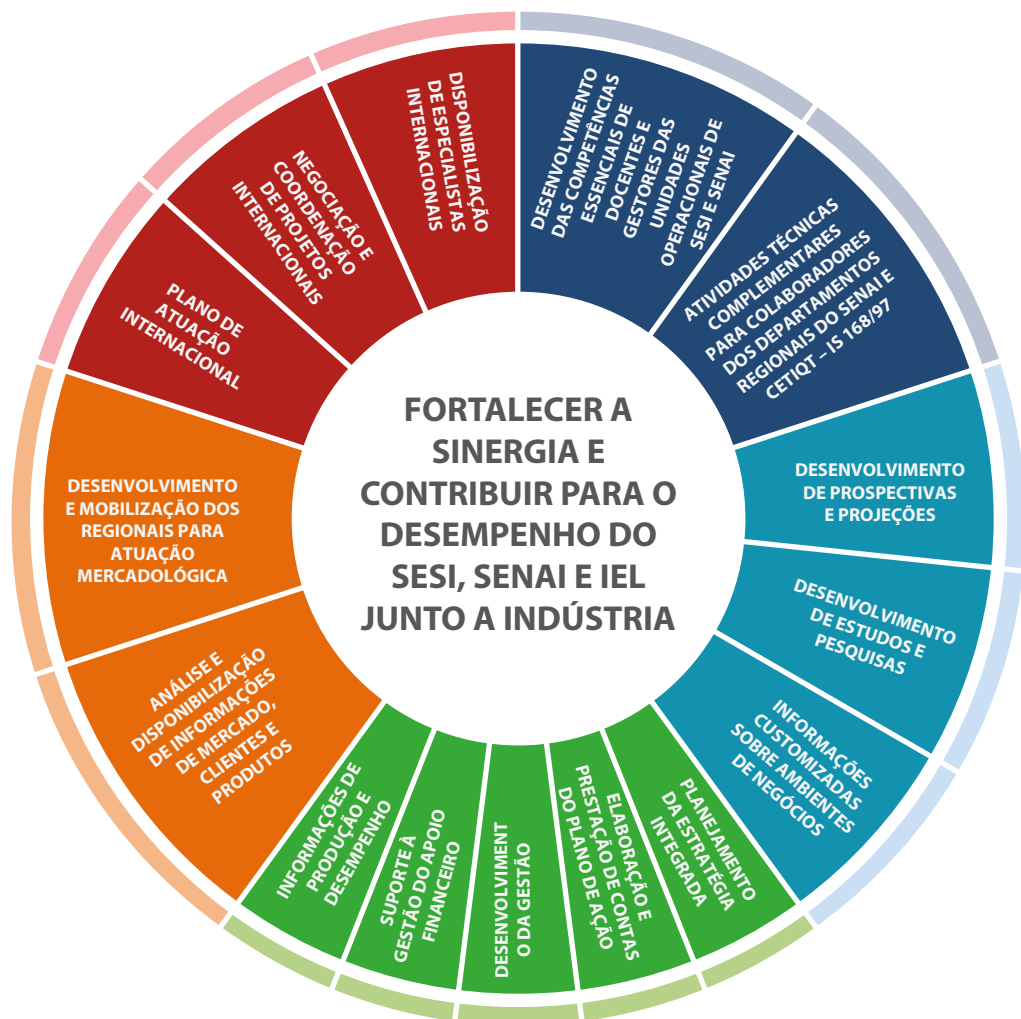 FORTALECER A
SINERGIA E
CONTRIBUIR PARA O
DESEMPENHO DO
SESI, SENAI E IEL
JUNTO A INDÚSTRIA
DESENVOLVIMENTO
DAS COMPETÊNCIAS
ESSENCIAIS DE
DOCENTES E
GESTORES DAS
UNIDADES
OPERACIONAIS DE
SESI E SENAI
ATIVIDADES TÉCNICAS
COMPLEMENTARES
PARA COLABORADORES
DOS DEPARTAMENTOS
REGIONAIS DO SENAI E
CETIQT – IS 168/97
DESENVOLVIMENTO
DE PROSPECTIVAS
E PROJEÇÕES
DESENVOLVIMENTO
DE ESTUDOS E
PESQUISAS
INFORMAÇÕES
CUSTOMIZADAS
SOBRE AMBIENTES
DE NEGÓCIOS
PLANEJAMENTO
DA ESTRATÉGIA
INTEGRADA
ELABORAÇÃO E
PRESTAÇÃO DE CONTAS
DO PLANO DE AÇÃO
DESENVOLVIMENT
O DA GESTÃO
SUPORTE À
GESTÃO DO APOIO
FINANCEIRO
INFORMAÇÕES DE
PRODUÇÃO E
DESEMPENHO
ANÁLISE E
DISPONIBILIZAÇÃO
DE INFORMAÇÕES
DE MERCADO,
CLIENTES E
PRODUTOS
DESENVOLVIMENTO
E MOBILIZAÇÃO DOS
REGIONAIS PARA
ATUAÇÃO
MERCADOLÓGICA
PLANO DE
ATUAÇÃO
INTERNACIONAL
NEGOCIAÇÃO E
COORDENAÇÃO
DE PROJETOS
INTERNACIONAIS
DISPONIBILIZAÇÃO
DE ESPECIALISTAS
INTERNACIONAIS